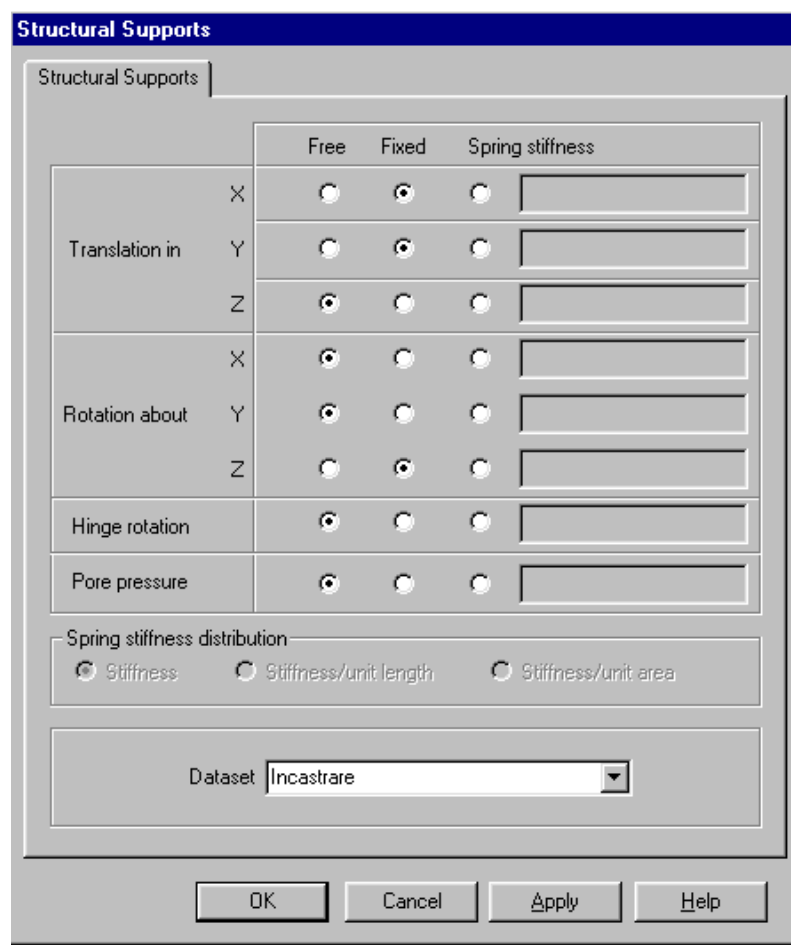 Structural Supports
Structural Supports
Free Fixed Spring stiffness
X
Translation in Y
Z
X
Rotation about Y
Z
Hinge rotation
Pore pressure
Spring stiffness distribution
Stiffness Stiffness/unit length Stiffness/unit area
Dataset Incastrare
OK Cancel Apply Help